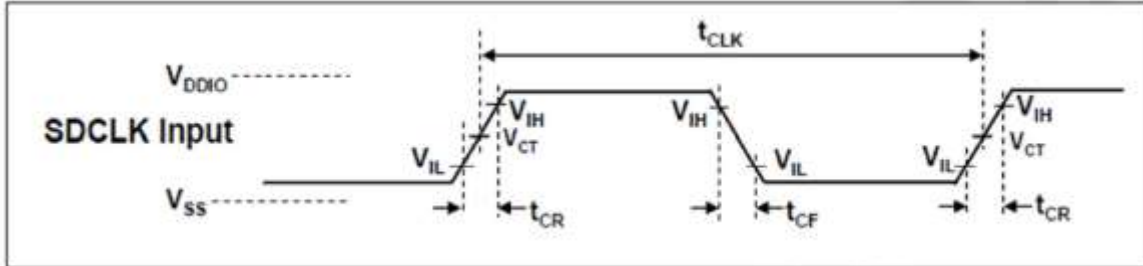 tCLK
VDDIO
SDCLK Input
VIH
VIH
VIH
VCT
VCT
VIL
VIL
VIL
VSS
tCR
tCF
tCR